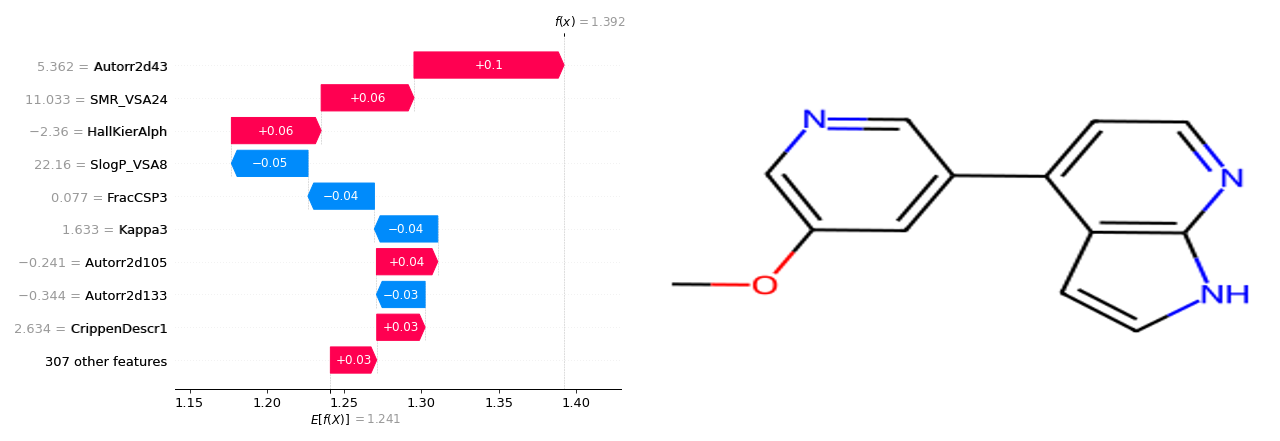 f(x) = 1.392
5.362 = Autorr2d43
+0.1
11.033 = SMR_VSA24
+0.06
−2.36 = HallKierAlph
+0.06
22.16 = SlogP_VSA8
−0.05
0.077 = FracCSP3
−0.04
1.633 = Kappa3
−0.04
−0.241 = Autorr2d105
+0.04
−0.344 = Autorr2d133
−0.03
2.634 = CrippenDescr1
+0.03
307 other features
+0.03
1.15 1.20 1.25 1.30 1.35 1.40
E[f(X)] = 1.241
N
N
O
NH